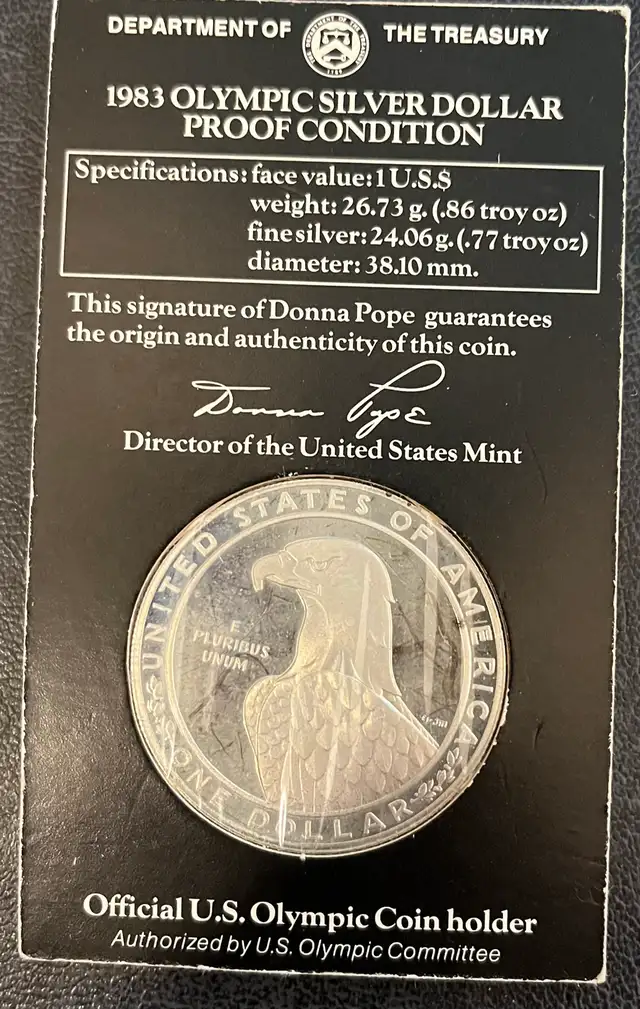 DEPARTMENT OF THE TREASURY
1983 OLYMPIC SILVER DOLLAR
PROOF CONDITION
Specifications: face value: 1 U.S.$
weight: 26.73 g. (.86 troy oz)
fine silver: 24.06 g. (.77 troy oz)
diameter: 38.10 mm.
This signature of Donna Pope guarantees
the origin and authenticity of this coin.
Donna Pope
Director of the United States Mint
UNITED STATES OF AMERICA
E
PLURIBUS
UNUM
ONE DOLLAR
Official U.S. Olympic Coin holder
Authorized by U.S. Olympic Committee